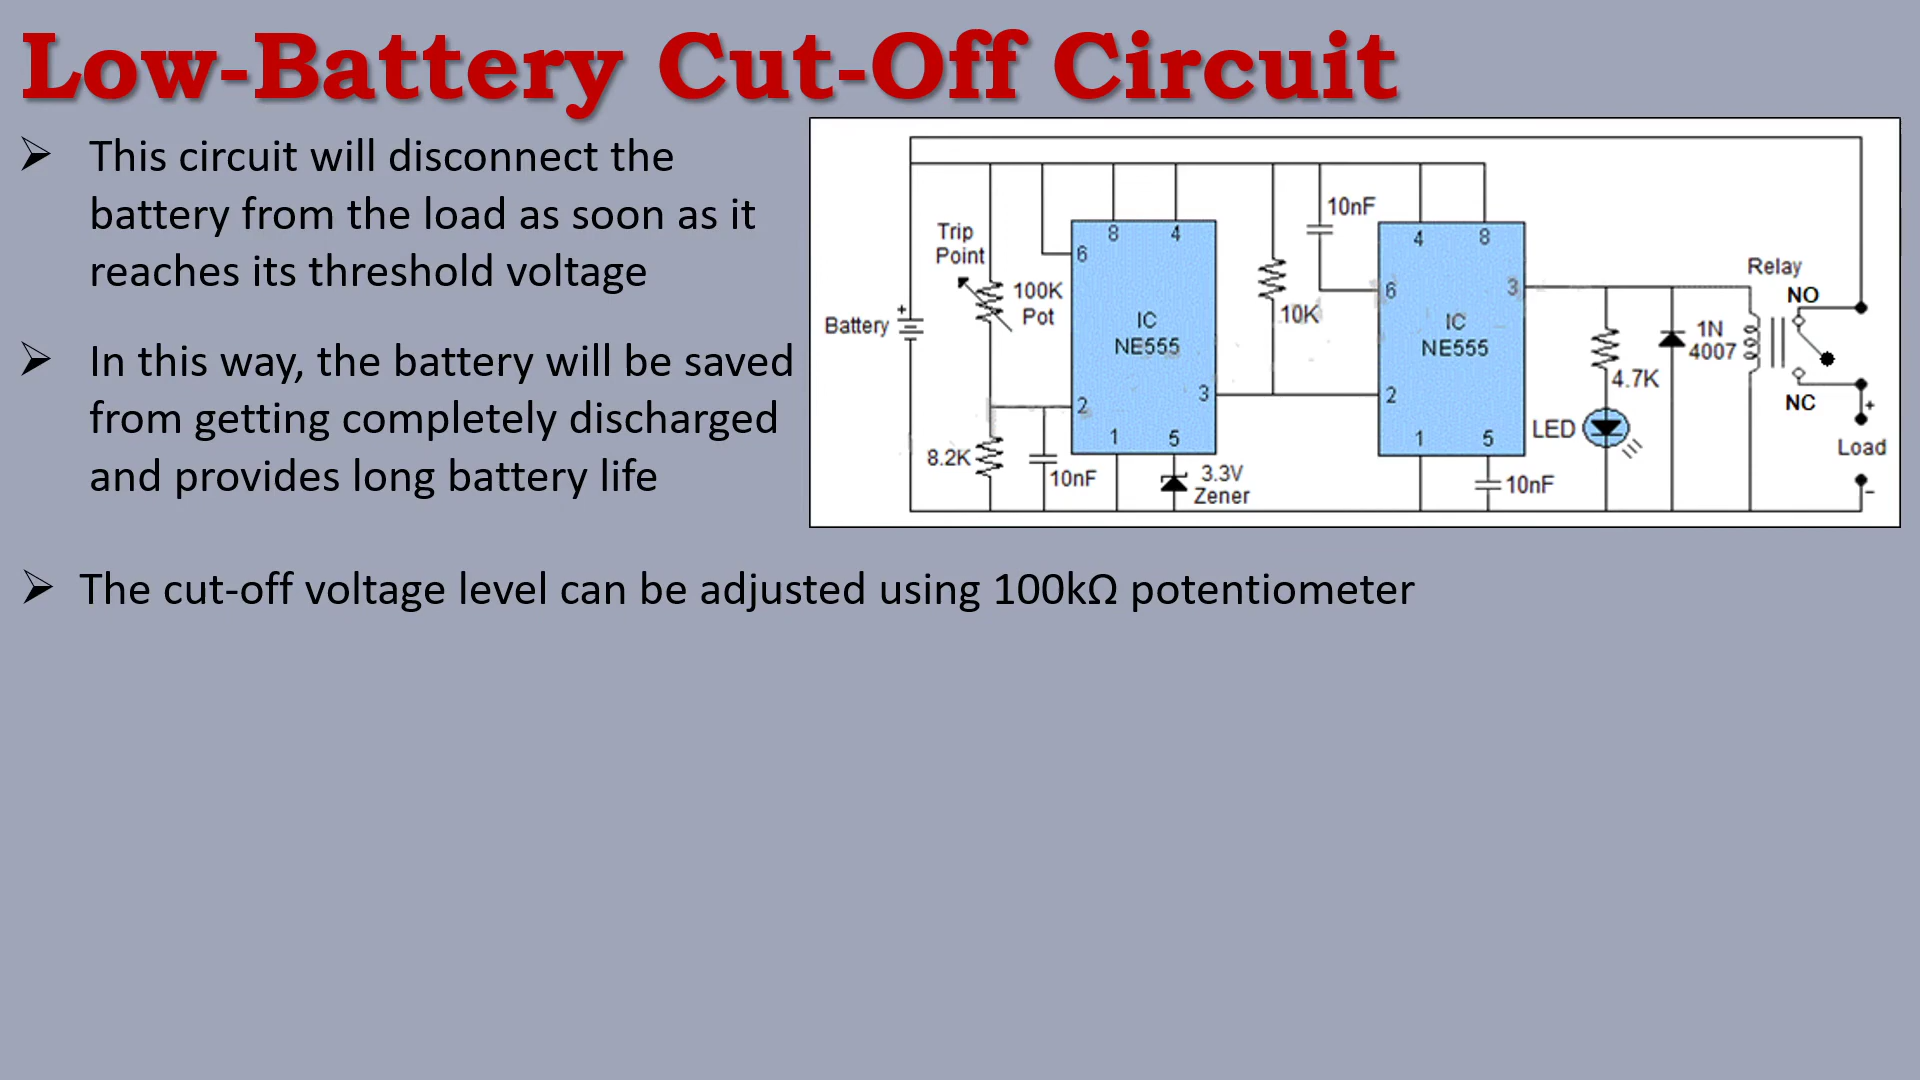 Low-Battery Cut-Off Circuit
➢ This circuit will disconnect the
battery from the load as soon as it
reaches its threshold voltage
➢ In this way, the battery will be saved
from getting completely discharged
and provides long battery life
➢ The cut-off voltage level can be adjusted using 100kΩ potentiometer
Battery
+
Trip
Point
100K
Pot
8.2K
10nF
8 4
6
IC
NE555
3
2
1 5
3.3V
Zener
10K
10nF
4 8
6 3
IC
NE555
2
1 5
10nF
LED
4.7K
1N
4007
Relay
NO
NC
+
Load
-